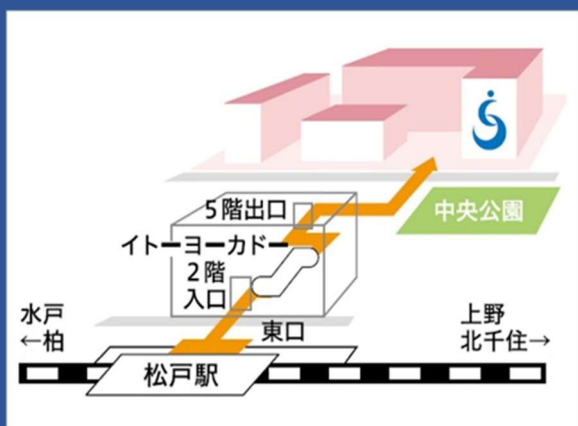 5階出口
中央公園
イトーヨーカドー
2階
入口
水戸
←柏
東口
上野
北千住→
松戸駅